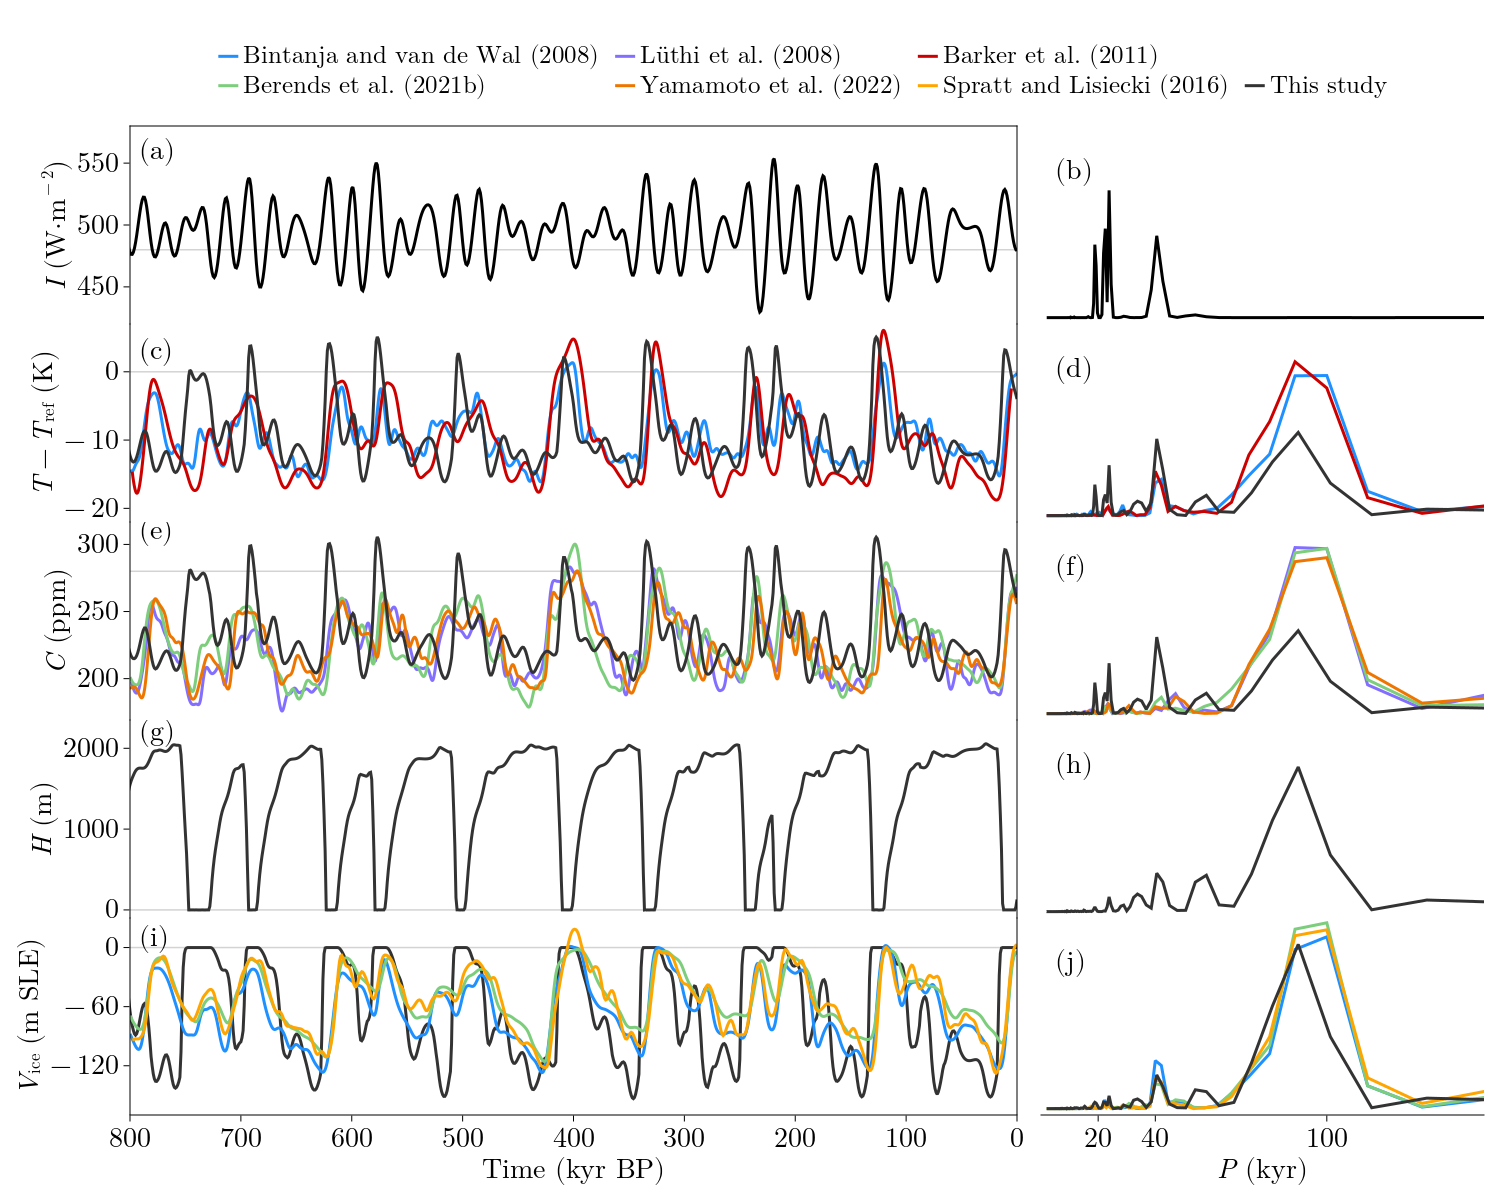 Bintanja and van de Wal (2008) Lüthi et al. (2008) Barker et al. (2011)
Berends et al. (2021b) Yamamoto et al. (2022) Spratt and Lisiecki (2016) This study
(a)
(b)
I (W·m⁻²)
550
500
450
(c)
(d)
T − T_ref (K)
0
−10
−20
(e)
(f)
C (ppm)
300
250
200
(g)
(h)
H (m)
2000
1000
0
(i)
(j)
V_ice (m SLE)
0
−60
−120
800 700 600 500 400 300 200 100 0
20 40 100
Time (kyr BP)
P (kyr)